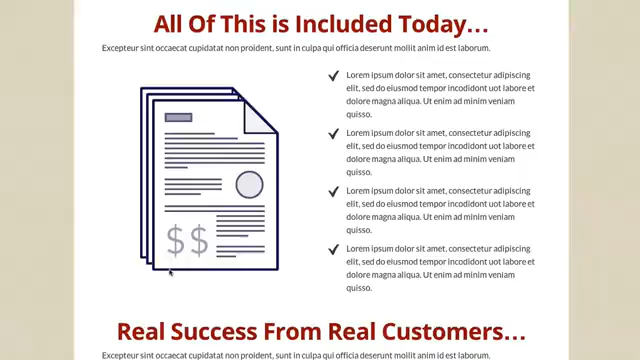 All Of This is Included Today...
Excepteur sint occaecat cupidatat non proident, sunt in culpa qui officia deserunt mollit anim id est laborum.
Lorem ipsum dolor sit amet, consectetur adipiscing
elit, sed do eiusmod tempor incodidont uot labore et
dolore magna aliqua. Ut enim ad minim veniam
quisso.
Lorem ipsum dolor sit amet, consectetur adipiscing
elit, sed do eiusmod tempor incodidont uot labore et
dolore magna aliqua. Ut enim ad minim veniam
quisso.
Lorem ipsum dolor sit amet, consectetur adipiscing
elit, sed do eiusmod tempor incodidont uot labore et
dolore magna aliqua. Ut enim ad minim veniam
quisso.
Lorem ipsum dolor sit amet, consectetur adipiscing
elit, sed do eiusmod tempor incodidont uot labore et
dolore magna aliqua. Ut enim ad minim veniam
quisso.
$$
Real Success From Real Customers...
Excepteur sint occaecat cupidatat non proident, sunt in culpa qui officia deserunt mollit anim id est laborum.